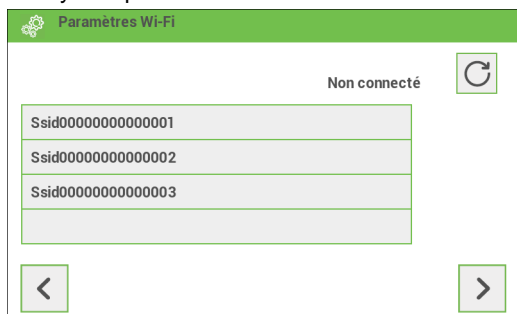 Paramètres Wi-Fi
Non connecté
Ssid00000000000001
Ssid00000000000002
Ssid00000000000003